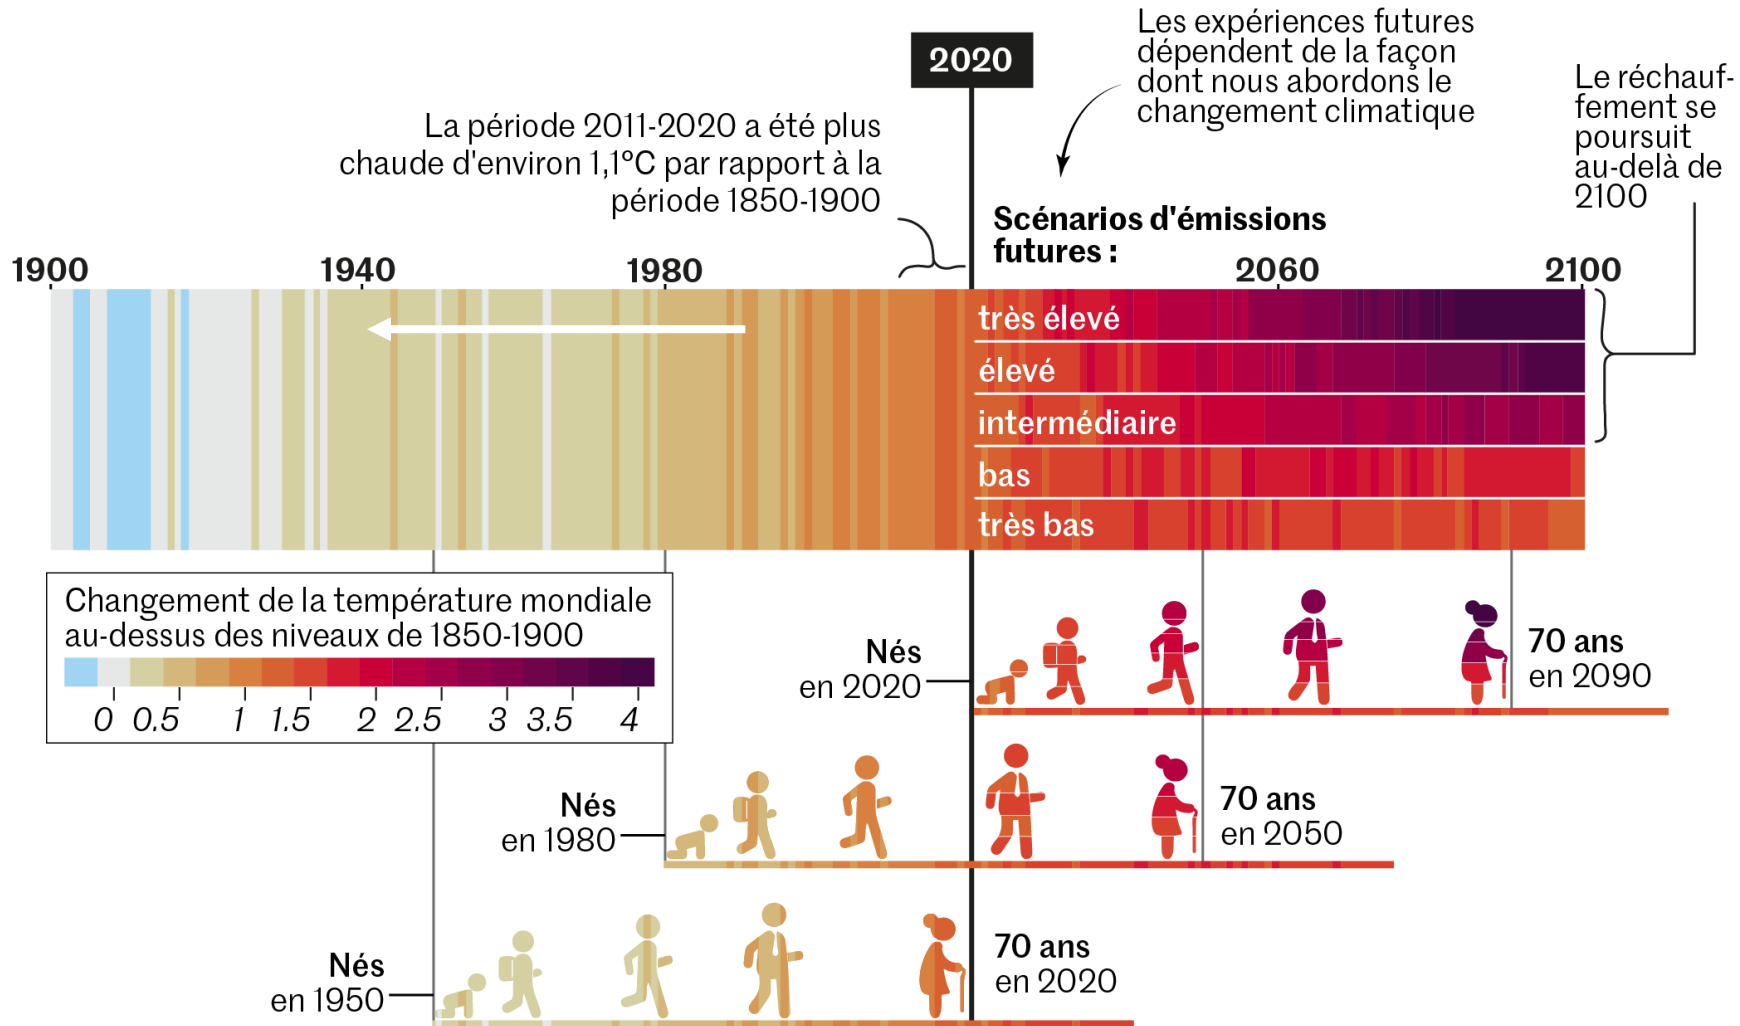 Les expériences futures
dépendent de la façon
dont nous abordons le
changement climatique
2020
Le réchauf-
fement se
poursuit
au-delà de
2100
La période 2011-2020 a été plus
chaude d'environ 1,1°C par rapport à la
période 1850-1900
Scénarios d'émissions
futures :
1900
1940
1980
2060
2100
très élevé
élevé
intermédiaire
bas
très bas
Changement de la température mondiale
au-dessus des niveaux de 1850-1900
0 0.5 1 1.5 2 2.5 3 3.5 4
Nés
en 2020
70 ans
en 2090
Nés
en 1980
70 ans
en 2050
Nés
en 1950
70 ans
en 2020